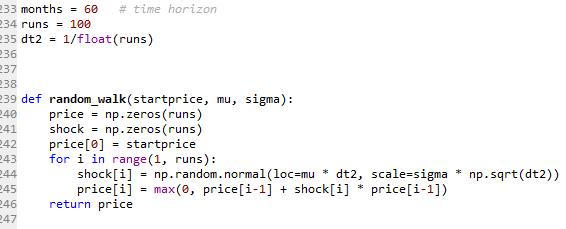 233 months = 60   # time horizon
234 runs = 100
235 dt2 = 1/float(runs)
236
237
238
239 def random_walk(startprice, mu, sigma):
240     price = np.zeros(runs)
241     shock = np.zeros(runs)
242     price[0] = startprice
243     for i in range(1, runs):
244         shock[i] = np.random.normal(loc=mu * dt2, scale=sigma * np.sqrt(dt2))
245         price[i] = max(0, price[i-1] + shock[i] * price[i-1])
246     return price
247